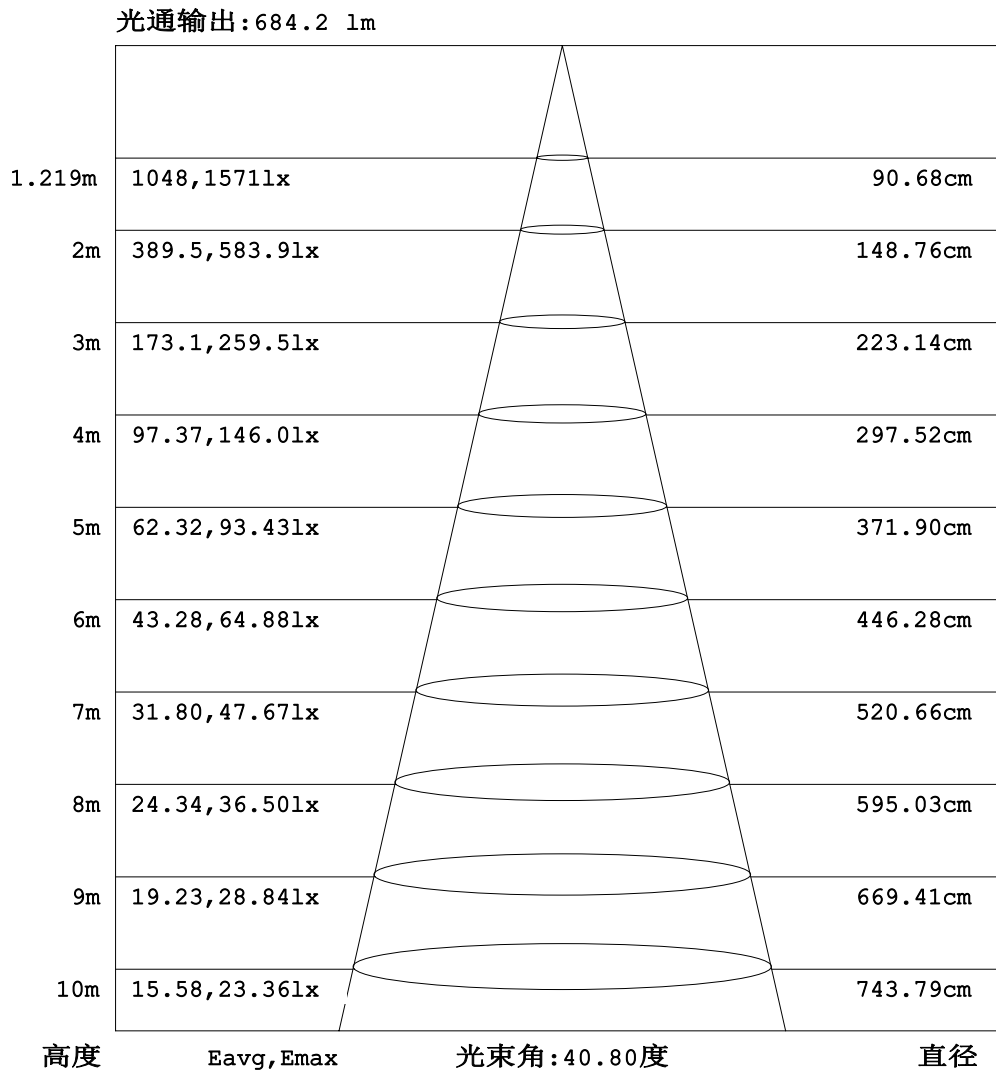 光通输出:684.2 lm
1.219m 1048,1571lx 90.68cm
2m 389.5,583.9lx 148.76cm
3m 173.1,259.5lx 223.14cm
4m 97.37,146.0lx 297.52cm
5m 62.32,93.43lx 371.90cm
6m 43.28,64.88lx 446.28cm
7m 31.80,47.67lx 520.66cm
8m 24.34,36.50lx 595.03cm
9m 19.23,28.84lx 669.41cm
10m 15.58,23.36lx 743.79cm
高度 Eavg,Emax 光束角:40.80度 直径